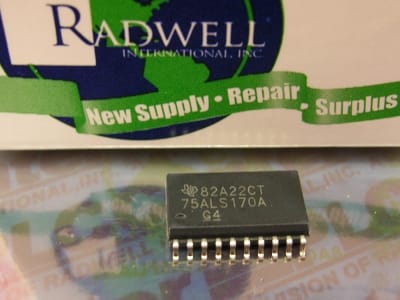 RADWELL
INTERNATIONAL, INC.
New Supply • Repair • Surplus
82A22CT
75ALS170A
G4